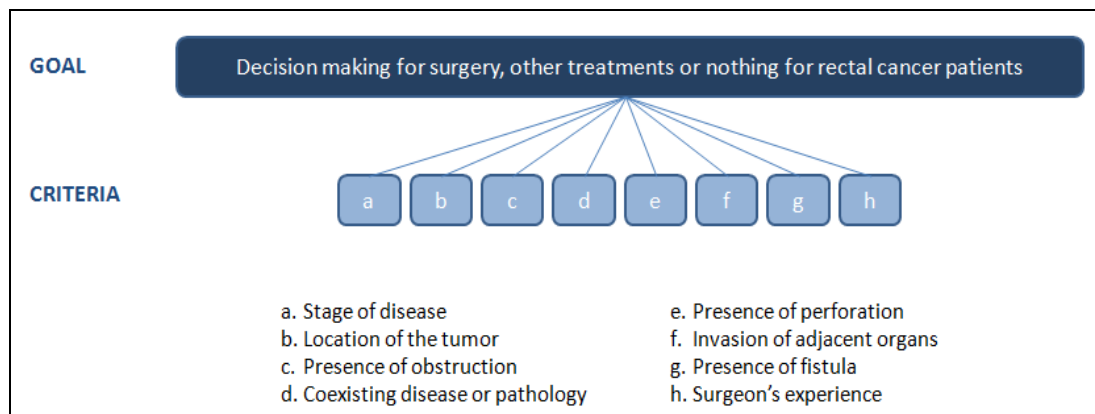 GOAL
Decision making for surgery, other treatments or nothing for rectal cancer patients
CRITERIA
a
b
c
d
e
f
g
h
a. Stage of disease
b. Location of the tumor
c. Presence of obstruction
d. Coexisting disease or pathology
e. Presence of perforation
f. Invasion of adjacent organs
g. Presence of fistula
h. Surgeon's experience